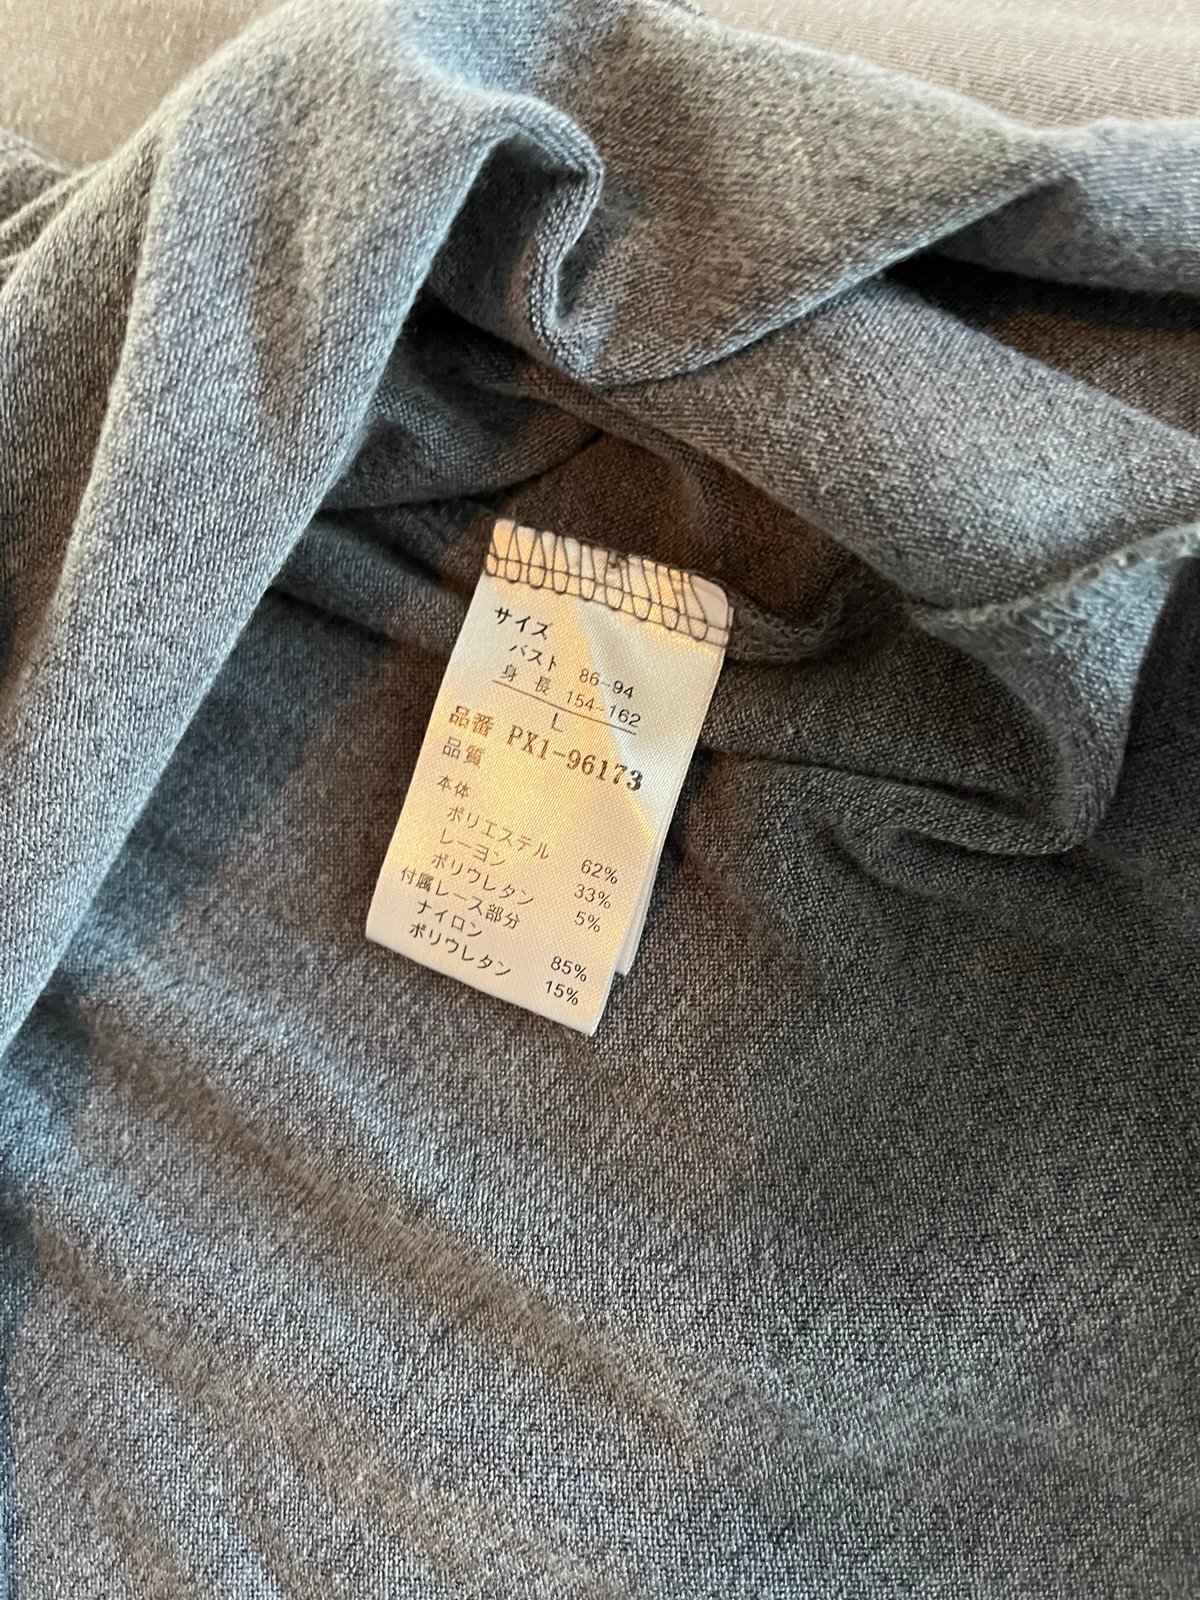 サイズ
バスト 86-94
身長 154-162
L
品番 PX1-96173
品質
本体
ポリエステル 62%
レーヨン 33%
ポリウレタン 5%
付属レース部分
ナイロン 85%
ポリウレタン 15%